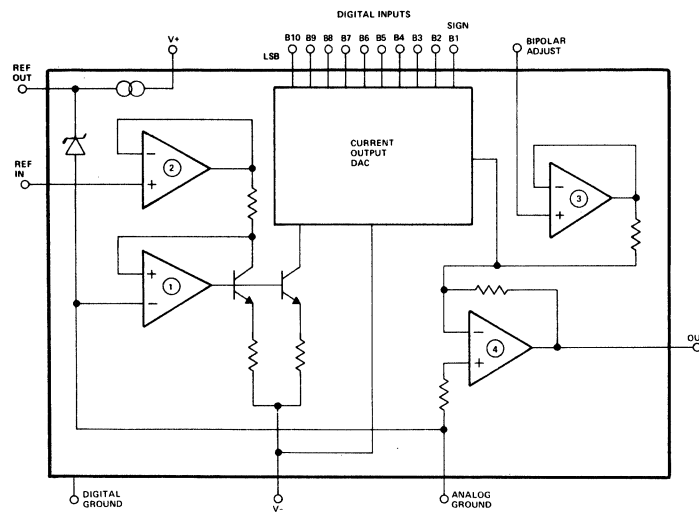 DIGITAL INPUTS
SIGN
B10 B9 B8 B7 B6 B5 B4 B3 B2 B1
LSB
V+
BIPOLAR
ADJUST
REF
OUT
REF
IN
CURRENT
OUTPUT
DAC
−
+
2
−
+
3
+
−
1
−
+
4
OU
DIGITAL
GROUND
V−
ANALOG
GROUND